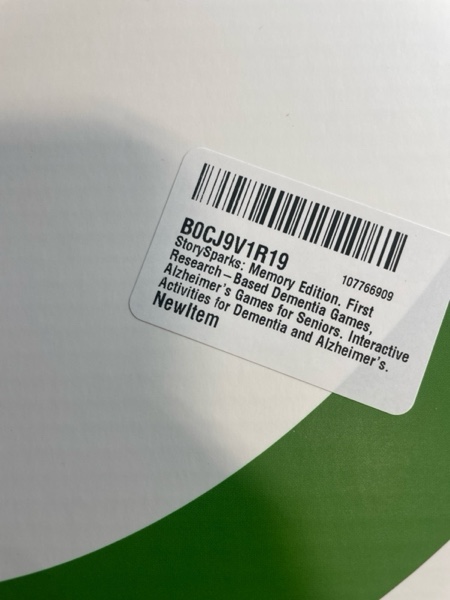 B0CJ9V1R19
107766909
StorySparks: Memory Edition. First
Research-Based Dementia Games,
Alzheimer's Games for Seniors. Interactive
Activities for Dementia and Alzheimer's.
NewItem